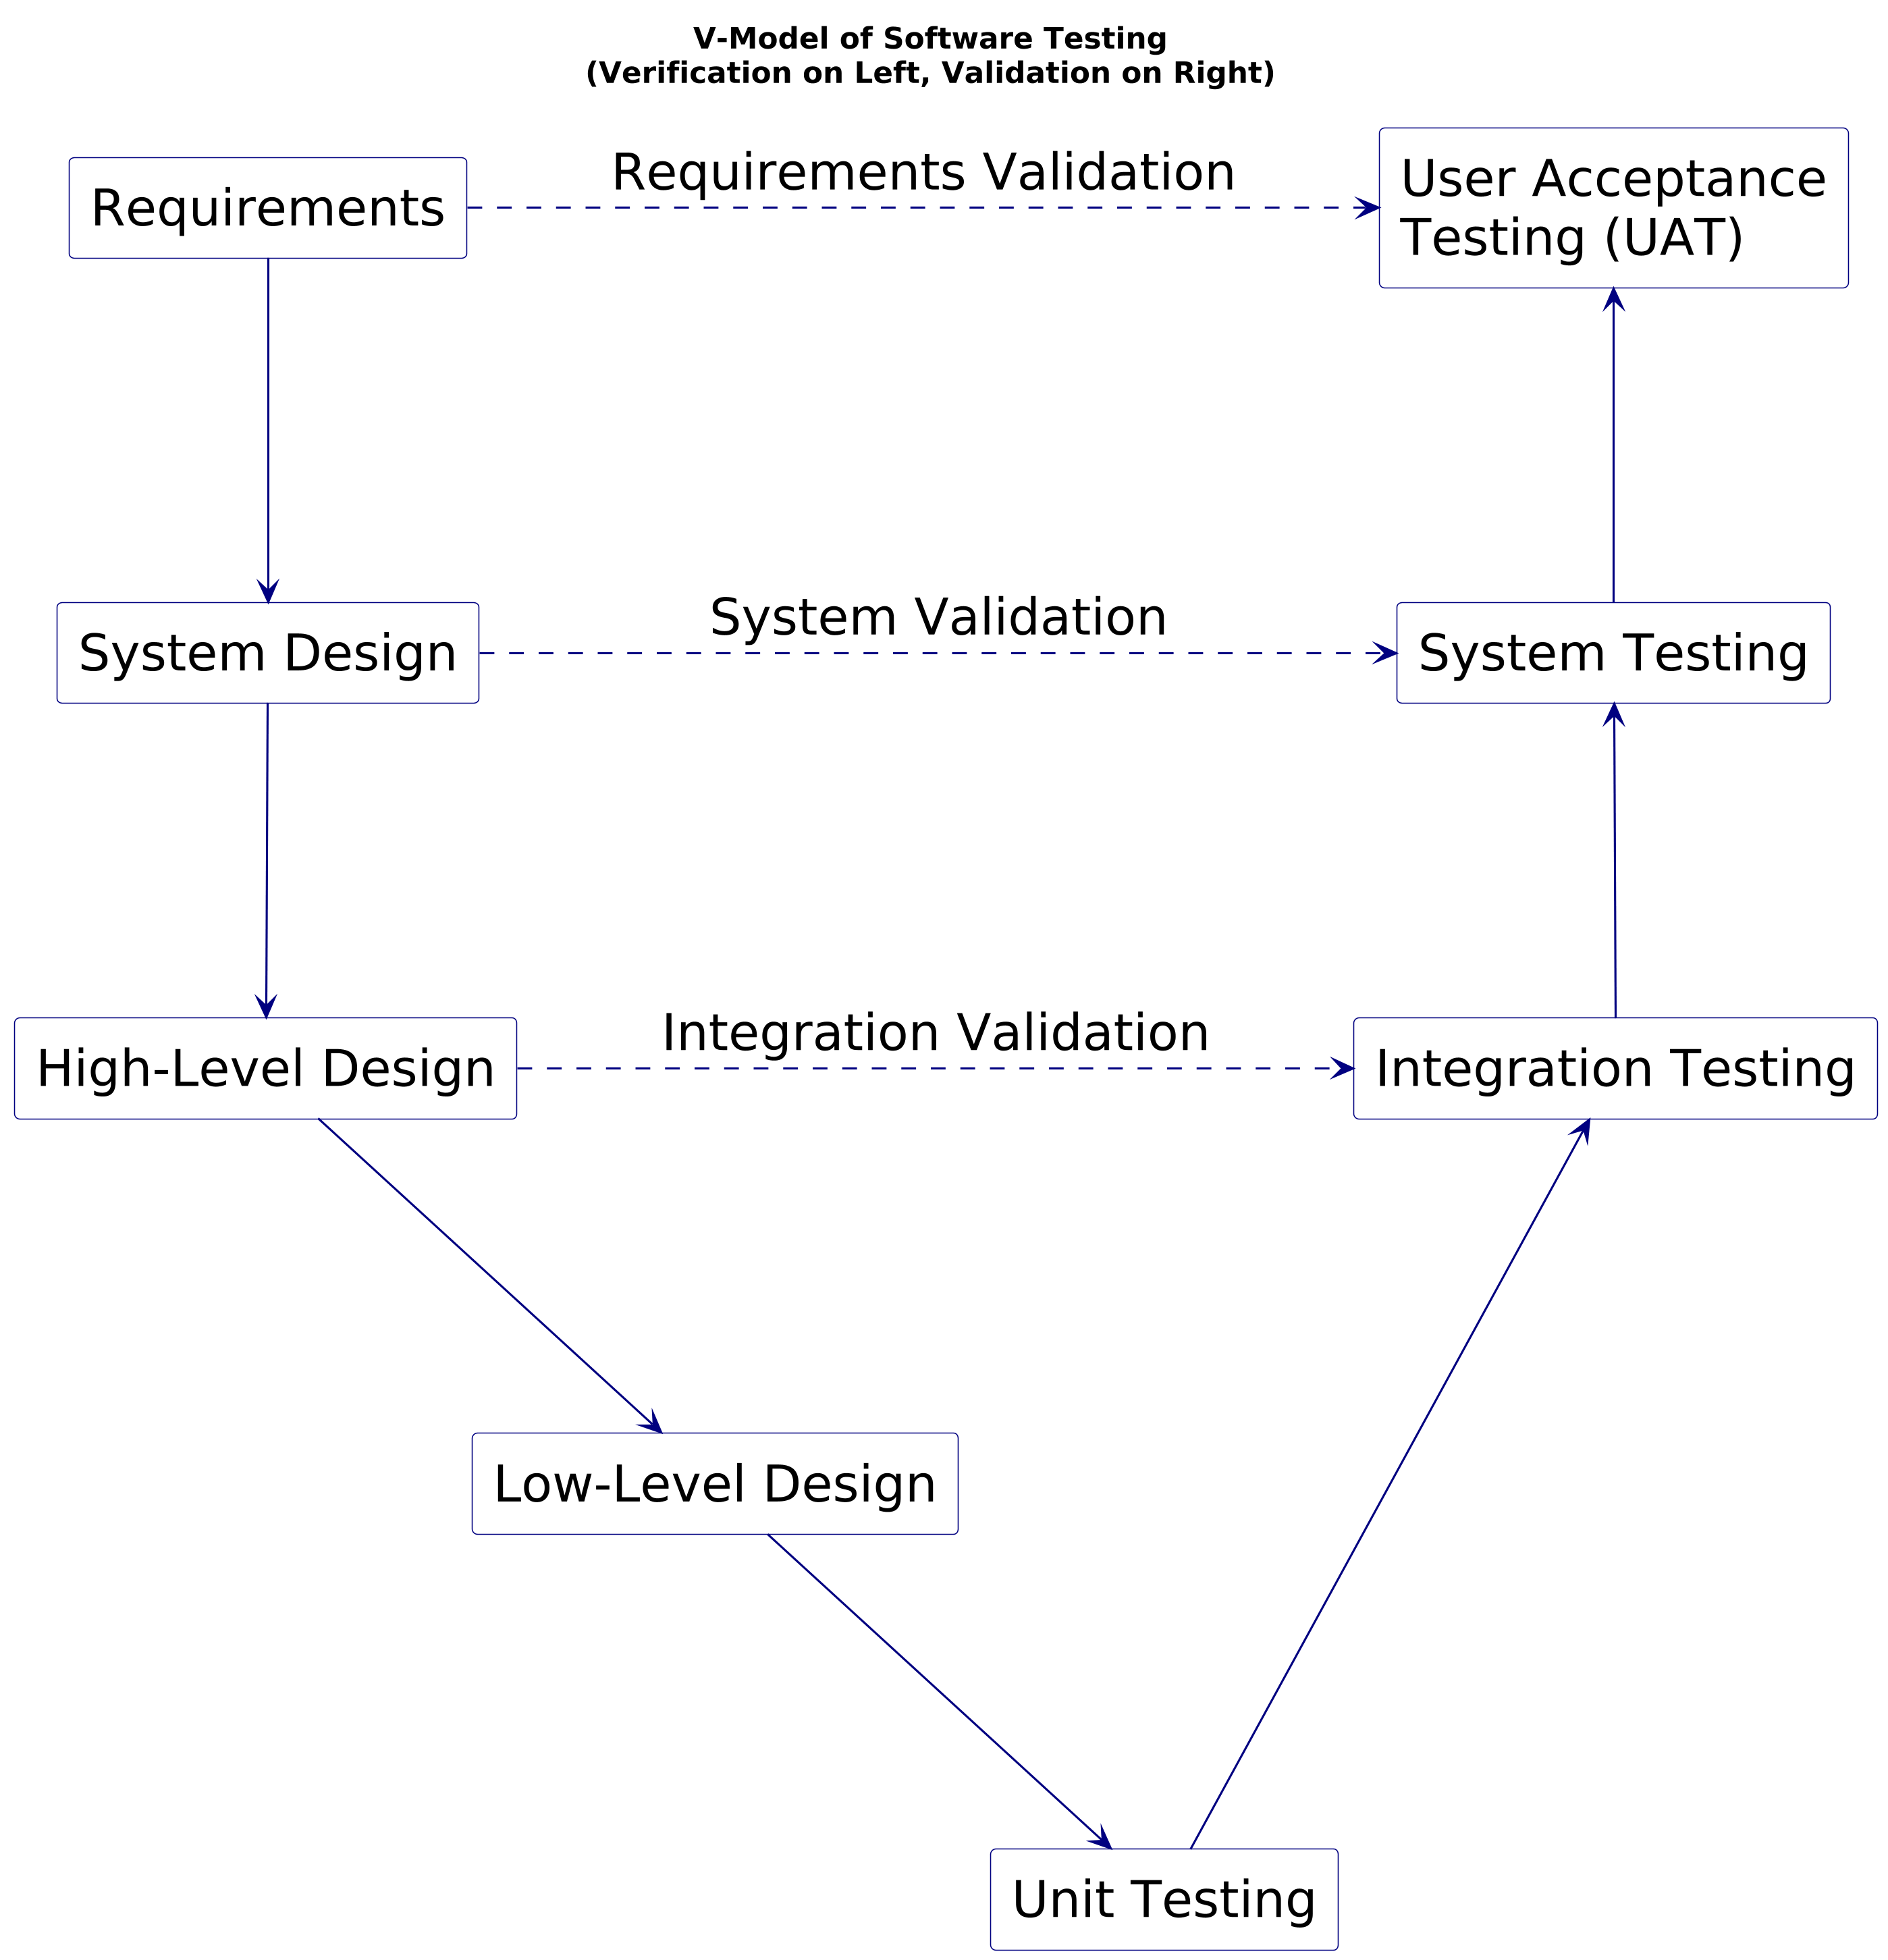 V-Model of Software Testing
(Verification on Left, Validation on Right)
Requirements
Requirements Validation
User Acceptance
Testing (UAT)
System Design
System Validation
System Testing
High-Level Design
Integration Validation
Integration Testing
Low-Level Design
Unit Testing